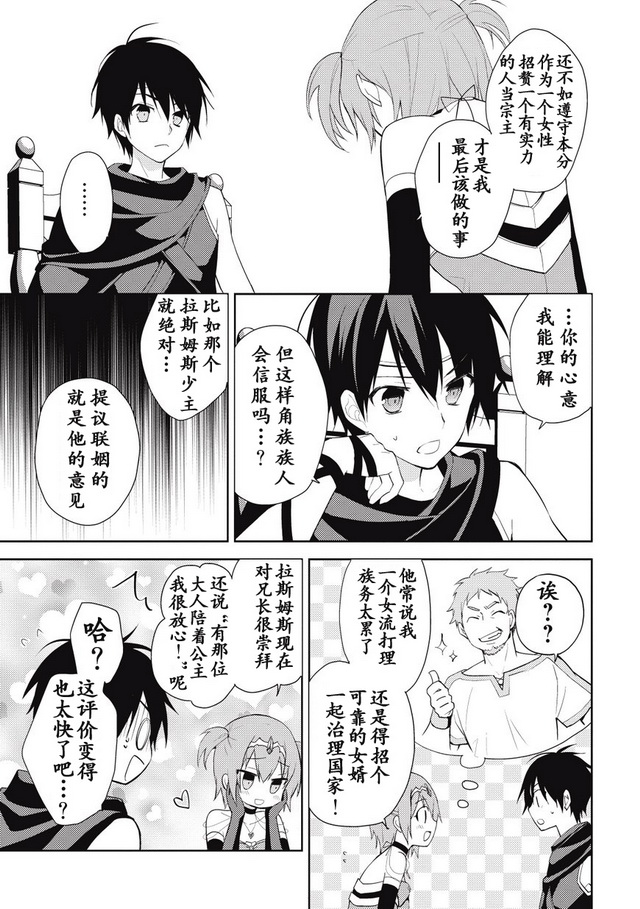 还不如遵守本分
作为一个女性
招赘一个有实力
的人当宗主
才是我
最后该做的事
——
……
…你的心意
我能理解
但这样角族族人
会信服吗…？
比如那个
拉斯姆斯少主
就绝对…
提议联姻的
就是他的意见
诶？？
他常说我
一个女流打理
族务太累了
还是得招个
可靠的女婿
一起治理国家！
拉斯姆斯现在
对兄长很崇拜
还说“有那位
大人陪着公主
我很放心！”呢
哈？
这评价变得
也太快了吧…？